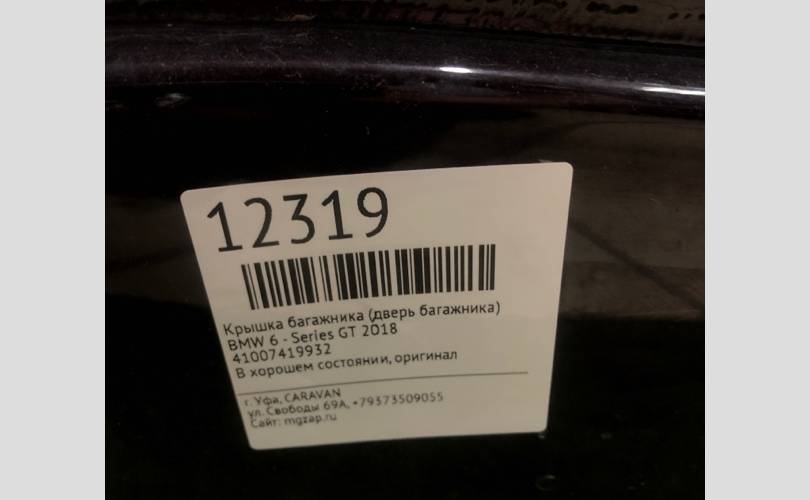 12319
Крышка багажника (дверь багажника)
BMW 6 - Series GT 2018
41007419932
В хорошем состоянии, оригинал
г. Уфа, CARAVAN
ул. Свободы 69А, +79373509055
Сайт: mgzap.ru